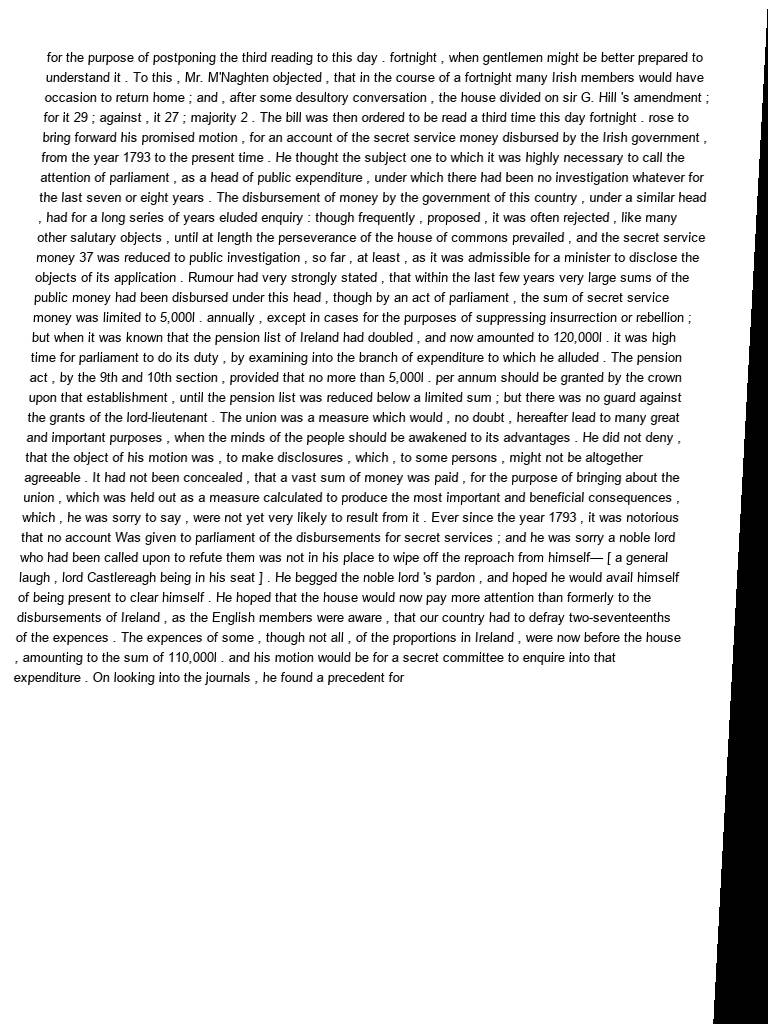 for the purpose of postponing the third reading to this day . fortnight , when gentlemen might be better prepared to
understand it . To this , Mr. M'Naghten objected , that in the course of a fortnight many Irish members would have
occasion to return home ; and , after some desultory conversation , the house divided on sir G. Hill 's amendment ;
for it 29 ; against , it 27 ; majority 2 . The bill was then ordered to be read a third time this day fortnight . rose to
bring forward his promised motion , for an account of the secret service money disbursed by the Irish government ,
from the year 1793 to the present time . He thought the subject one to which it was highly necessary to call the
attention of parliament , as a head of public expenditure , under which there had been no investigation whatever for
the last seven or eight years . The disbursement of money by the government of this country , under a similar head
, had for a long series of years eluded enquiry : though frequently , proposed , it was often rejected , like many
other salutary objects , until at length the perseverance of the house of commons prevailed , and the secret service
money 37 was reduced to public investigation , so far , at least , as it was admissible for a minister to disclose the
objects of its application . Rumour had very strongly stated , that within the last few years very large sums of the
public money had been disbursed under this head , though by an act of parliament , the sum of secret service
money was limited to 5,000l . annually , except in cases for the purposes of suppressing insurrection or rebellion ;
but when it was known that the pension list of Ireland had doubled , and now amounted to 120,000l . it was high
time for parliament to do its duty , by examining into the branch of expenditure to which he alluded . The pension
act , by the 9th and 10th section , provided that no more than 5,000l . per annum should be granted by the crown
upon that establishment , until the pension list was reduced below a limited sum ; but there was no guard against
the grants of the lord-lieutenant . The union was a measure which would , no doubt , hereafter lead to many great
and important purposes , when the minds of the people should be awakened to its advantages . He did not deny ,
that the object of his motion was , to make disclosures , which , to some persons , might not be altogether
agreeable . It had not been concealed , that a vast sum of money was paid , for the purpose of bringing about the
union , which was held out as a measure calculated to produce the most important and beneficial consequences ,
which , he was sorry to say , were not yet very likely to result from it . Ever since the year 1793 , it was notorious
that no account Was given to parliament of the disbursements for secret services ; and he was sorry a noble lord
who had been called upon to refute them was not in his place to wipe off the reproach from himself— [ a general
laugh , lord Castlereagh being in his seat ] . He begged the noble lord 's pardon , and hoped he would avail himself
of being present to clear himself . He hoped that the house would now pay more attention than formerly to the
disbursements of Ireland , as the English members were aware , that our country had to defray two-seventeenths
of the expences . The expences of some , though not all , of the proportions in Ireland , were now before the house
, amounting to the sum of 110,000l . and his motion would be for a secret committee to enquire into that
expenditure . On looking into the journals , he found a precedent for